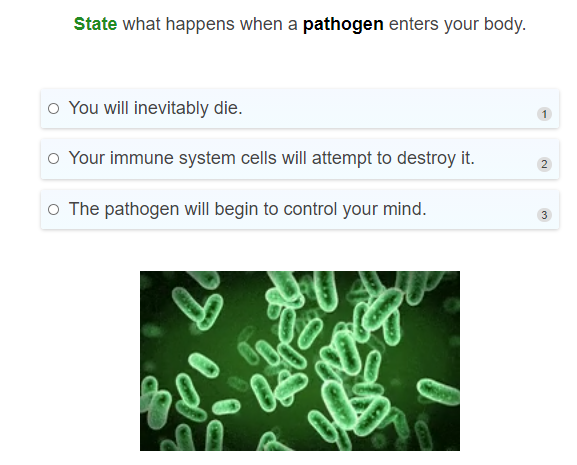 State what happens when a pathogen enters your body.
You will inevitably die.
1
Your immune system cells will attempt to destroy it.
2
The pathogen will begin to control your mind.
3